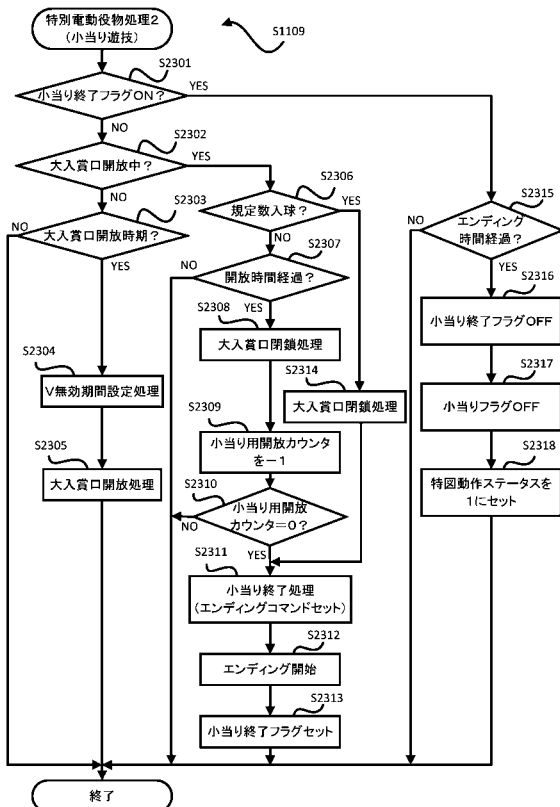 特別電動役物処理2
(小当り遊技)
S1109
S2301
小当り終了フラグON?
YES
NO
S2302
大入賞口開放中?
YES
NO
S2303
大入賞口開放時期?
NO
YES
S2304
V無効期間設定処理
S2305
大入賞口開放処理
S2306
規定数入球?
YES
NO
S2307
開放時間経過?
NO
YES
S2308
大入賞口閉鎖処理
S2314
大入賞口閉鎖処理
S2309
小当り用開放カウンタ
を-1
S2310
小当り用開放
カウンタ=0?
NO
YES
S2311
小当り終了処理
(エンディングコマンドセット)
S2312
エンディング開始
S2313
小当り終了フラグセット
S2315
エンディング
時間経過?
NO
YES
S2316
小当り終了フラグOFF
S2317
小当りフラグOFF
S2318
特図動作ステータスを
1にセット
終了